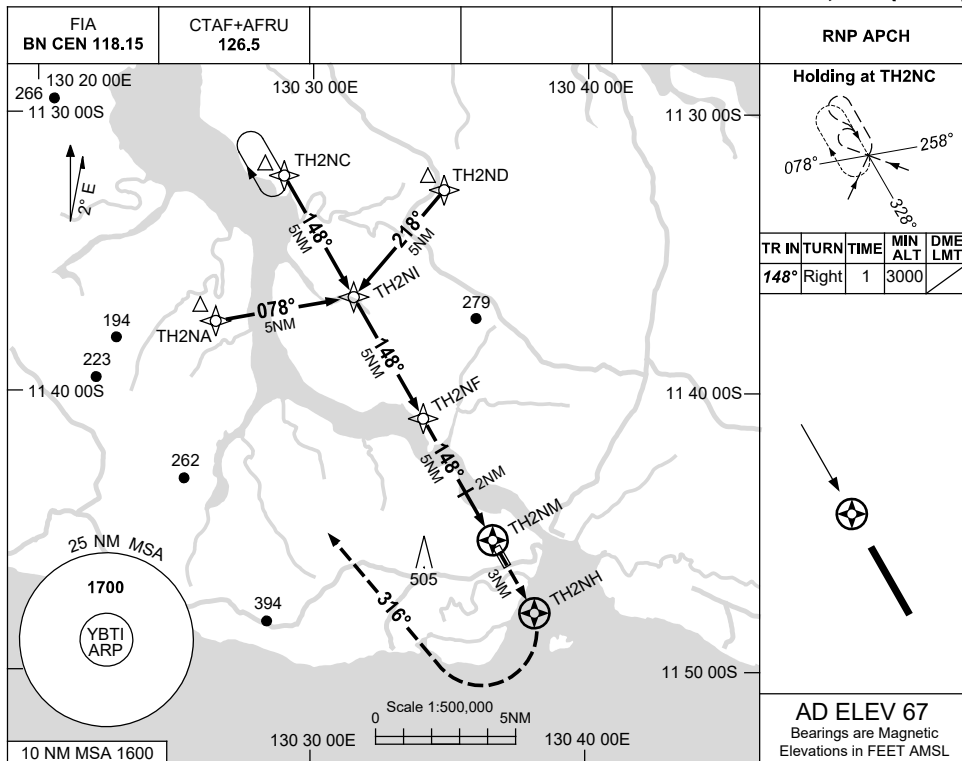 FIA
BN CEN 118.15
CTAF+AFRU
126.5
RNP APCH
266
130 20 00E
130 30 00E
130 40 00E
11 30 00S
11 30 00S
2° E
TH2NC
TH2ND
148°
5NM
218°
5NM
TH2NI
078°
5NM
TH2NA
279
194
223
148°
5NM
11 40 00S
11 40 00S
TH2NF
148°
5NM
2NM
262
TH2NM
25 NM MSA
1700
YBTI
ARP
505
3NM
TH2NH
394
316°
11 50 00S
Scale 1:500,000
0
5NM
130 30 00E
130 40 00E
10 NM MSA 1600
Holding at TH2NC
078°
258°
328°
TR IN
TURN
TIME
MIN
ALT
DME
LMT
148°
Right
1
3000
AD ELEV 67
Bearings are Magnetic
Elevations in FEET AMSL